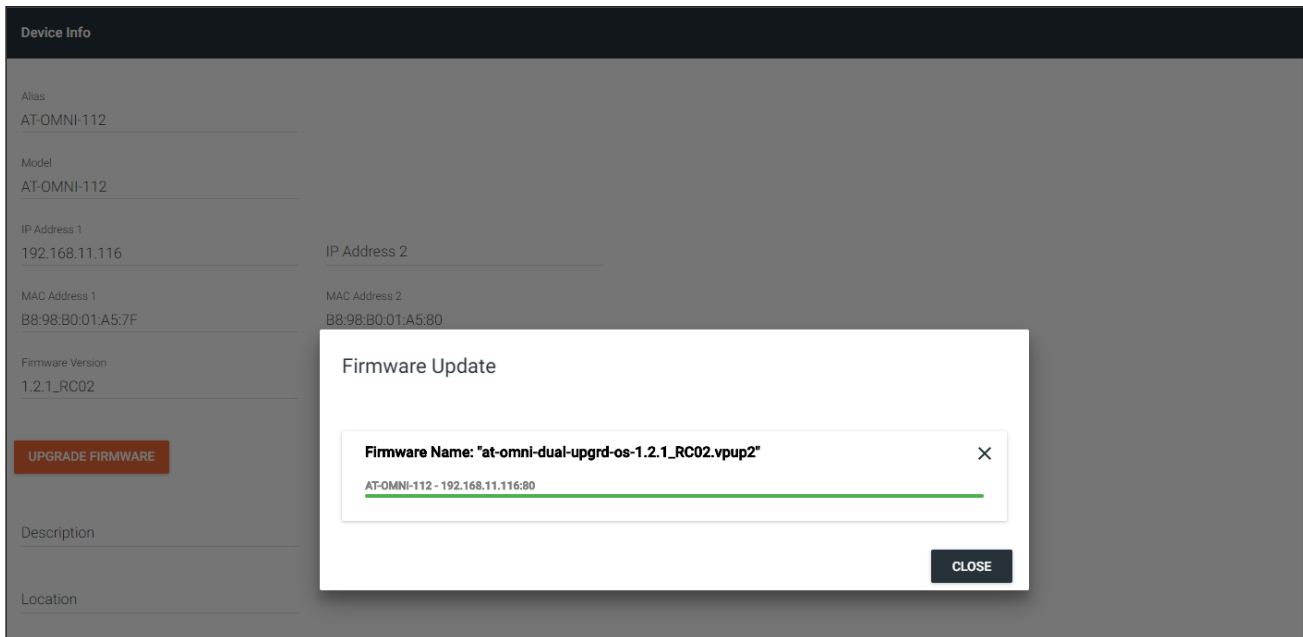 Device Info
Alias
AT-OMNI-112
Model
AT-OMNI-112
IP Address 1
192.168.11.116
IP Address 2
MAC Address 1
MAC Address 2
B8:98:B0:01:A5:7F
B8:98:B0:01:A5:80
Firmware Version
1.2.1_RC02
UPGRADE FIRMWARE
Description
Location
Firmware Update
Firmware Name: "at-omni-dual-upgrd-os-1.2.1_RC02.vpup2"
AT-OMNI-112 - 192.168.11.116:80
CLOSE